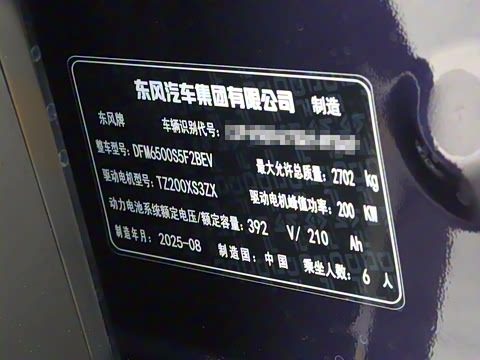 东风汽车集团有限公司 制造
东风牌 车辆识别代号:
整车型号: DFM6500S5F2BEV 最大允许总质量: 2702 kg
驱动电机型号: TZ200XS3ZX 驱动电机峰值功率: 200 KW
动力电池系统额定电压/额定容量: 392 V/ 210 Ah
制造年月: 2025-08 制造国: 中国 乘坐人数: 6 人